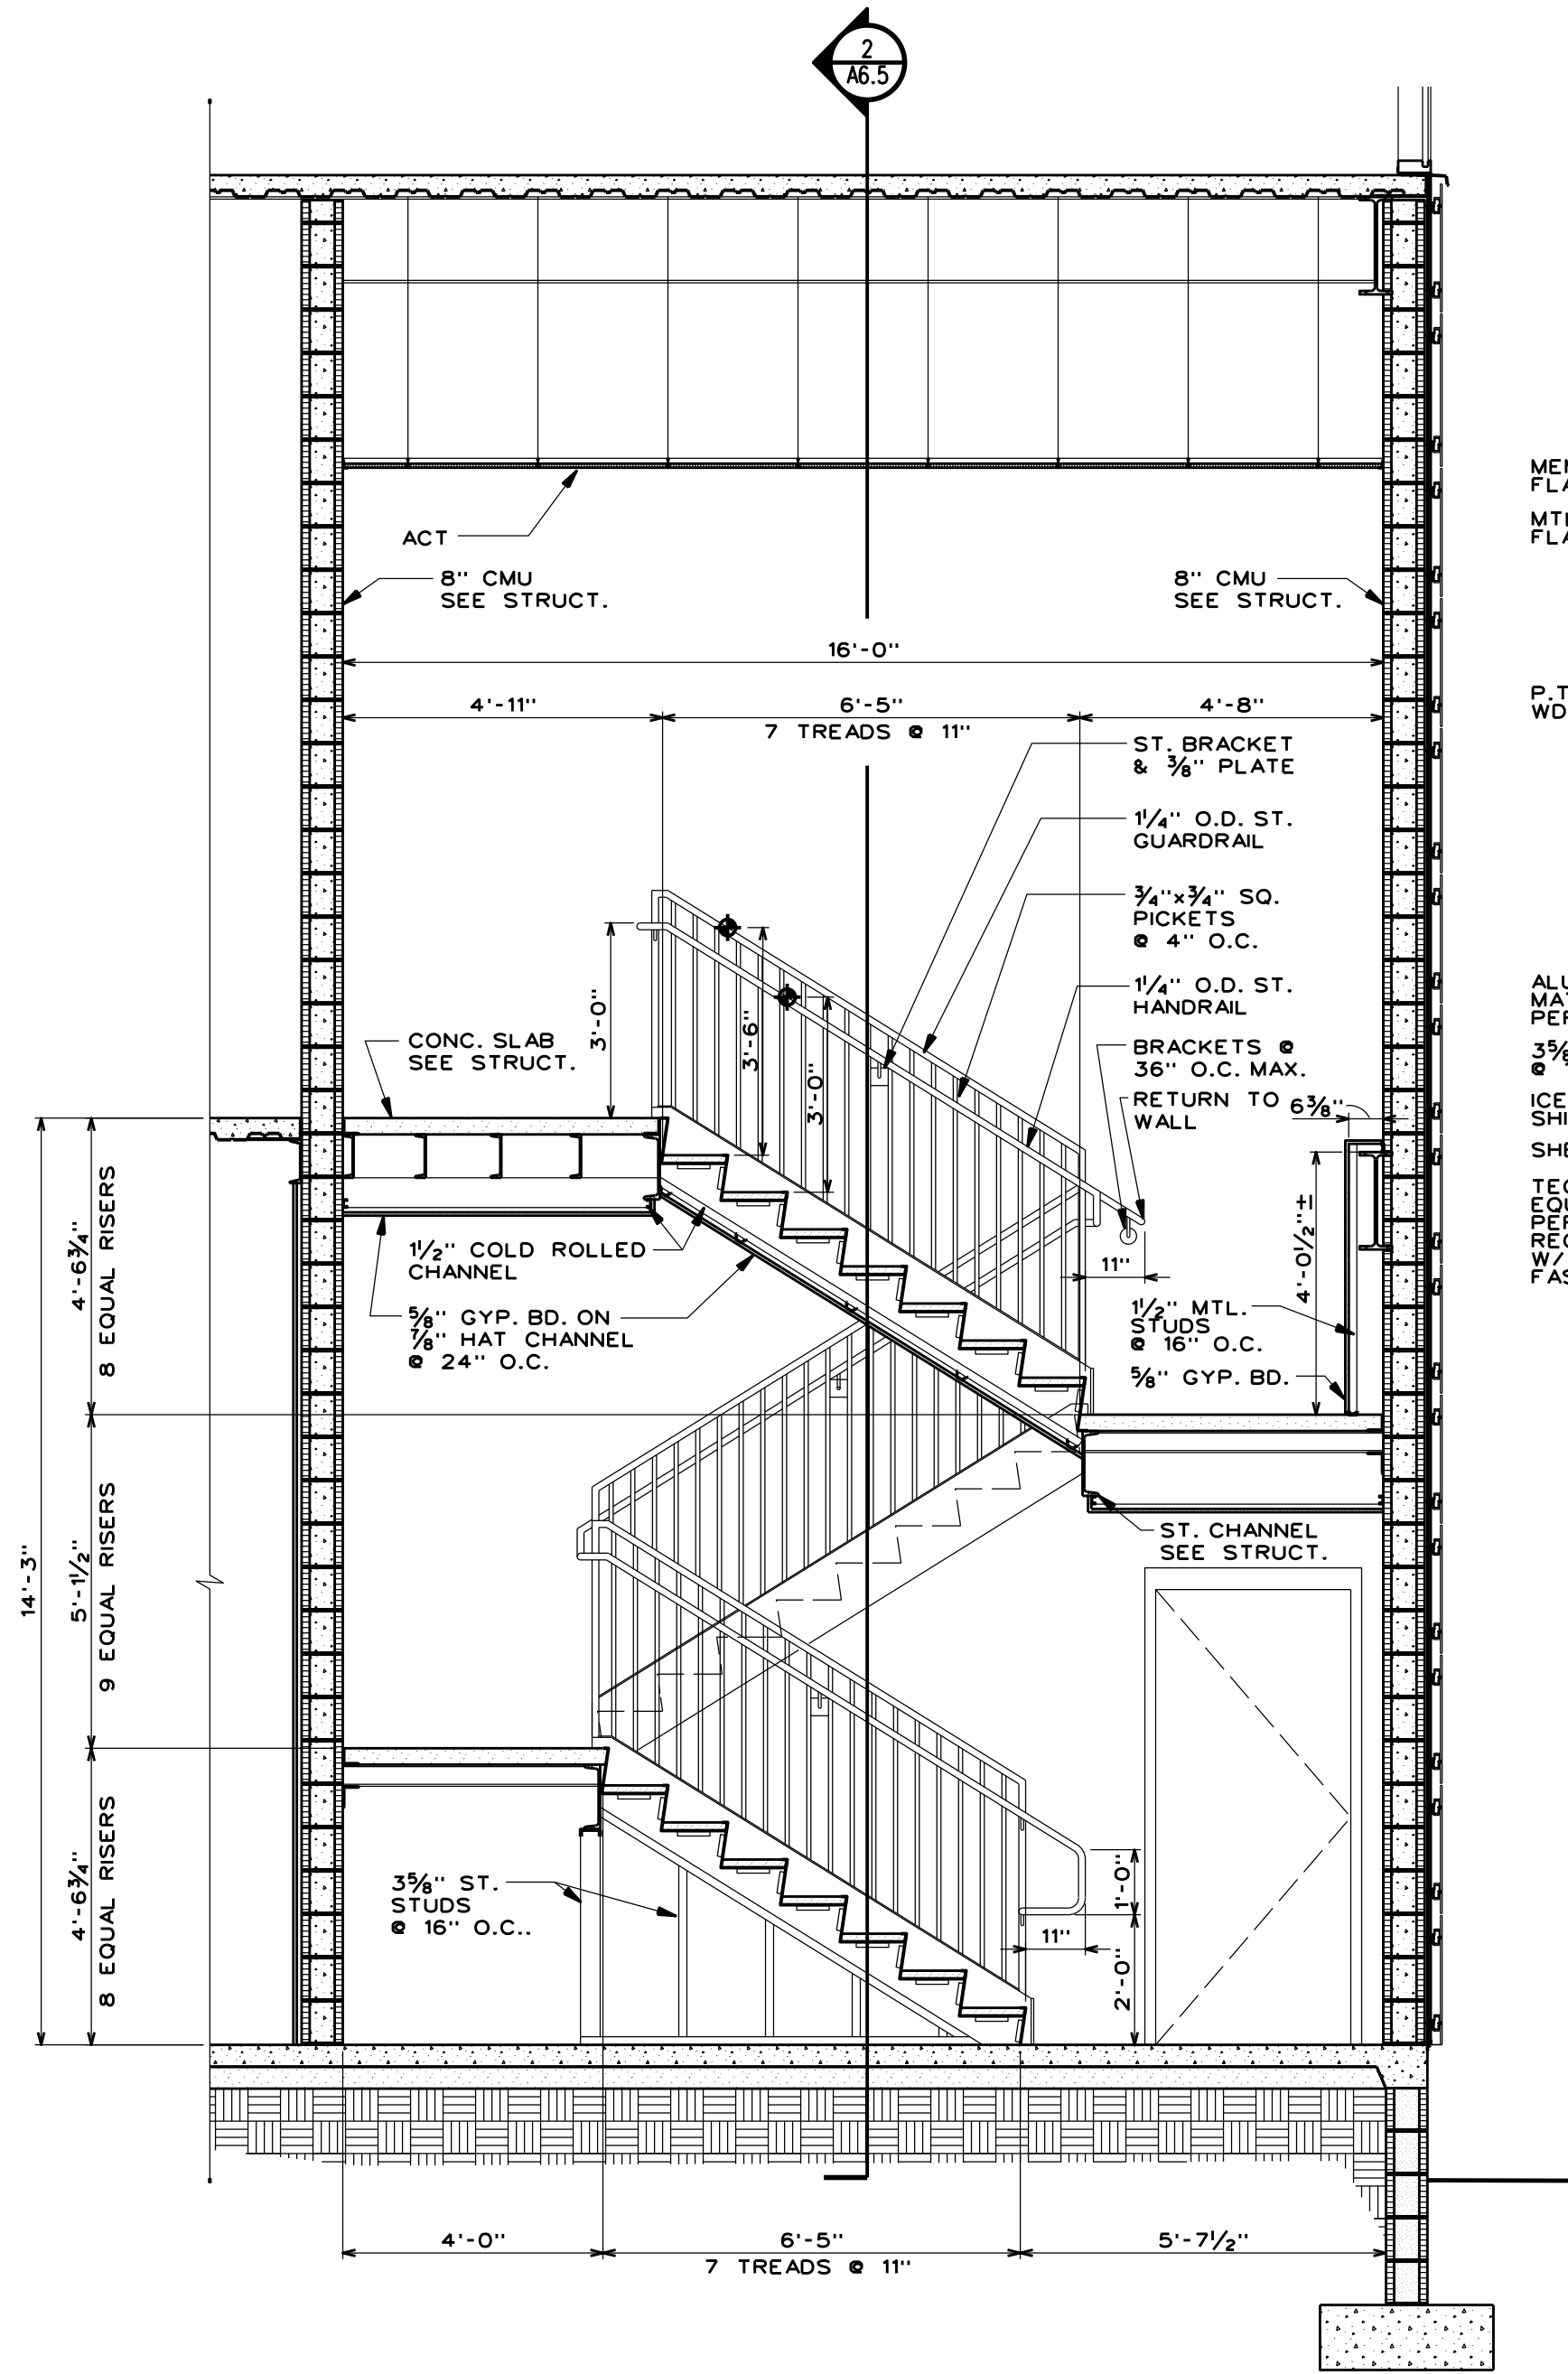 2
A6.5
ACT
8" CMU
SEE STRUCT.
8" CMU
SEE STRUCT.
16'-0"
4'-11"
6'-5"
4'-8"
7 TREADS @ 11"
ST. BRACKET
& 3/8" PLATE
1 1/4" O.D. ST.
GUARDRAIL
3/4"x3/4" SQ.
PICKETS
@ 4" O.C.
1 1/4" O.D. ST.
HANDRAIL
BRACKETS @
36" O.C. MAX.
RETURN TO
WALL
6 3/8"
3'-0"
3'-6"
3'-0"
CONC. SLAB
SEE STRUCT.
1 1/2" COLD ROLLED
CHANNEL
5/8" GYP. BD. ON
7/8" HAT CHANNEL
@ 24" O.C.
11"
4'-0 1/2"±
1 1/2" MTL.
STUDS
@ 16" O.C.
5/8" GYP. BD.
ST. CHANNEL
SEE STRUCT.
14'-3"
4'-6 3/4"
8 EQUAL RISERS
5'-1 1/2"
9 EQUAL RISERS
4'-6 3/4"
8 EQUAL RISERS
3 5/8" ST.
STUDS
@ 16" O.C..
1'-0"
11"
2'-0"
4'-0"
6'-5"
5'-7 1/2"
7 TREADS @ 11"
P.T
WD
3 5/8
@
ICE
W/